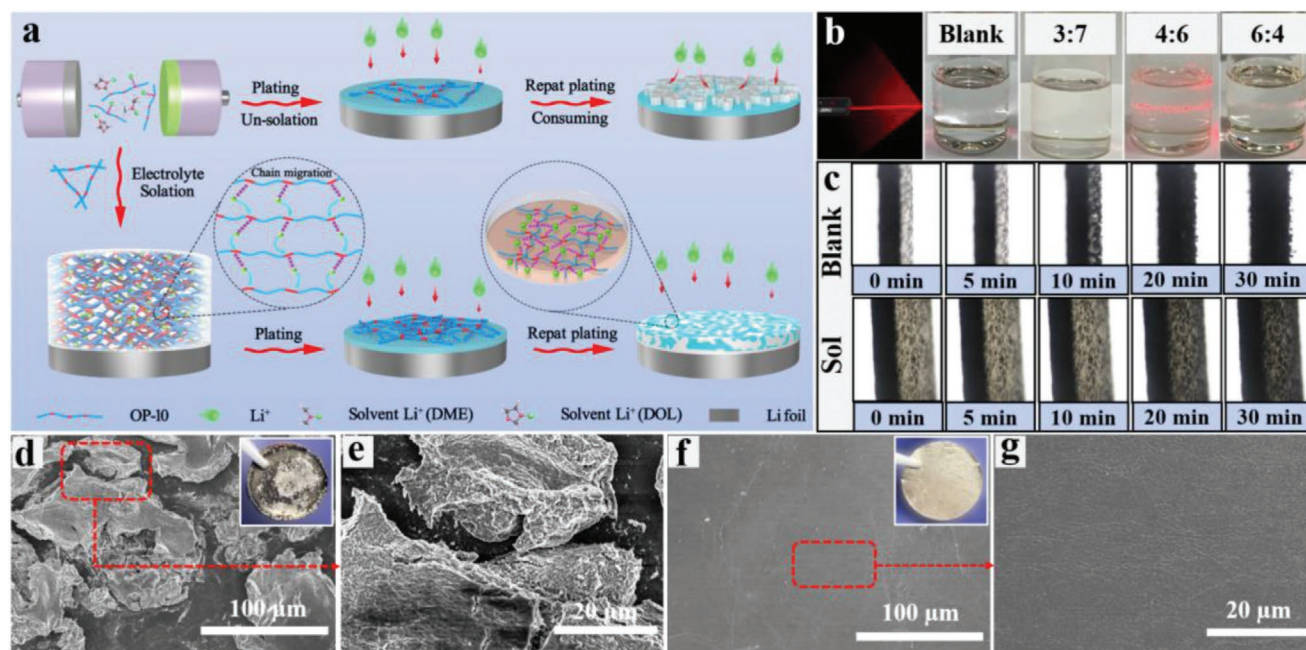 a
Plating
Un-solation
Repat plating
Consuming
Electrolyte
Solation
Chain migration
Plating
Repat plating
OP-10
Li⁺
Solvent Li⁺ (DME)
Solvent Li⁺ (DOL)
Li foil
b
Blank
3:7
4:6
6:4
c
Blank
0 min
5 min
10 min
20 min
30 min
Sol
0 min
5 min
10 min
20 min
30 min
d
100 μm
e
20 μm
f
100 μm
g
20 μm